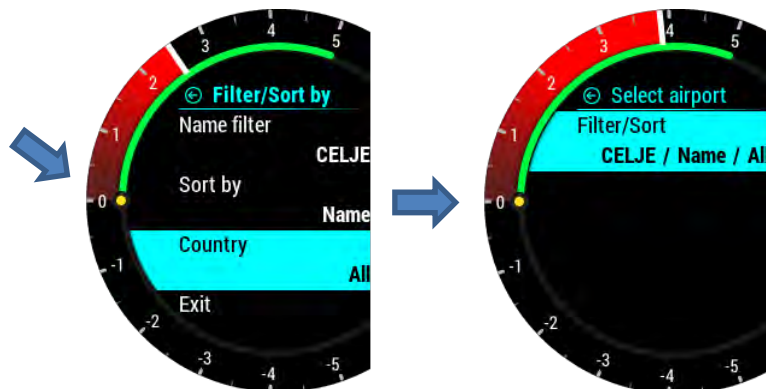 5
4
3
2
1
0
-1
-2
-3
-4
-5
Filter/Sort by
Name filter
CELJE
Sort by
Name
Country
All
Exit
5
4
3
2
1
0
-1
-2
-3
-4
-5
Select airport
Filter/Sort
CELJE / Name / All